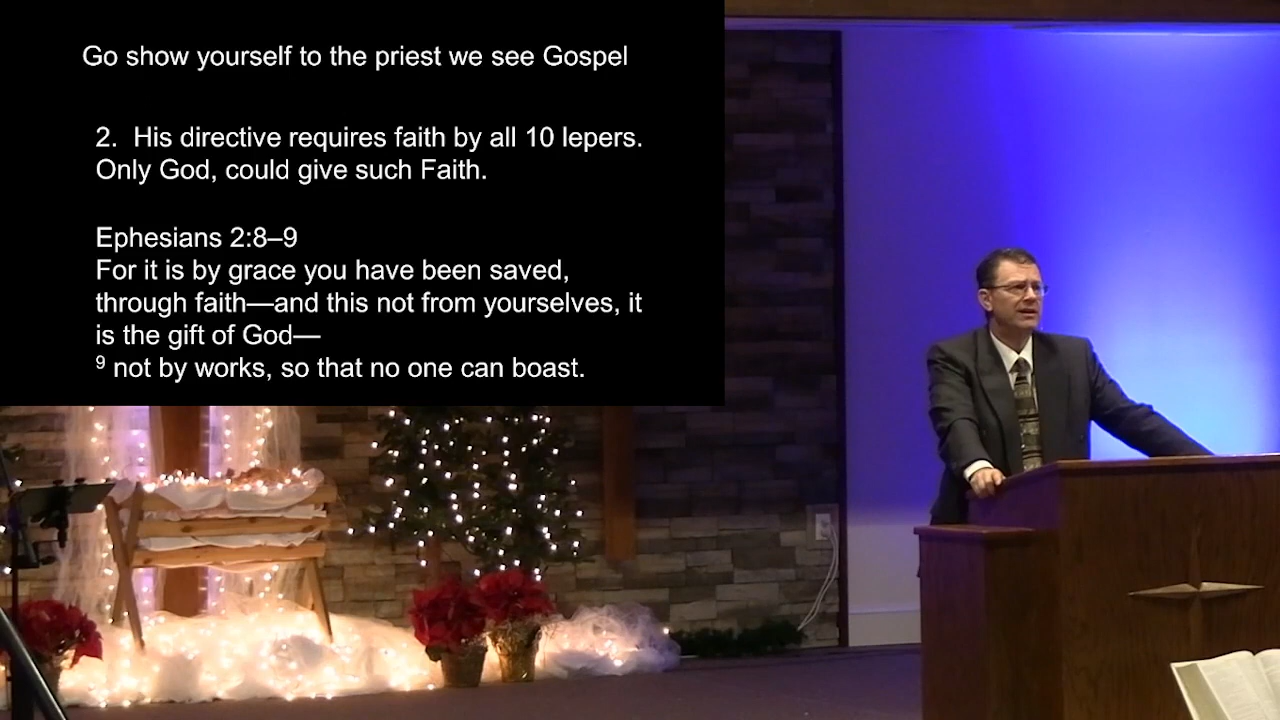 Go show yourself to the priest we see Gospel
2. His directive requires faith by all 10 lepers.
Only God, could give such Faith.
Ephesians 2:8–9
For it is by grace you have been saved,
through faith—and this not from yourselves, it
is the gift of God—
9 not by works, so that no one can boast.